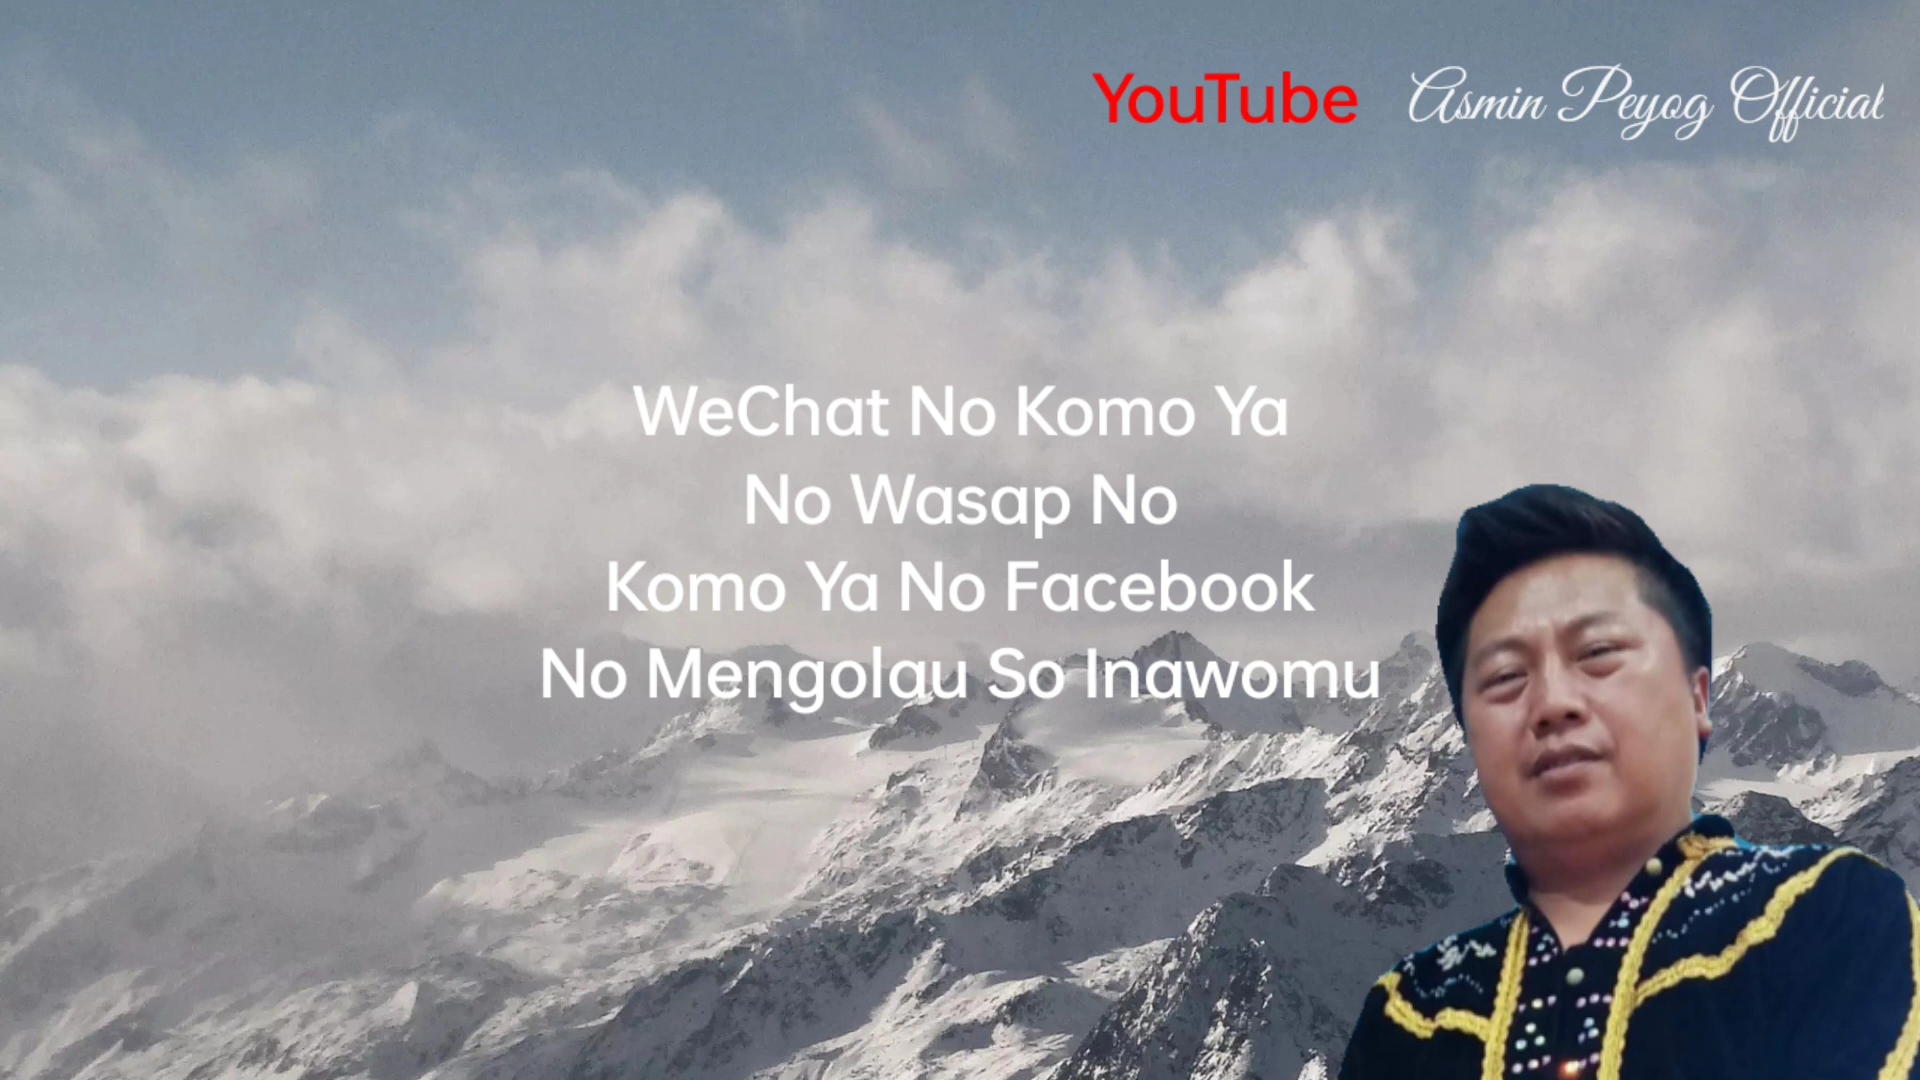 YouTube Asmin Peyog Official
WeChat No Komo Ya
No Wasap No
Komo Ya No Facebook
No Mengolau So Inawomu